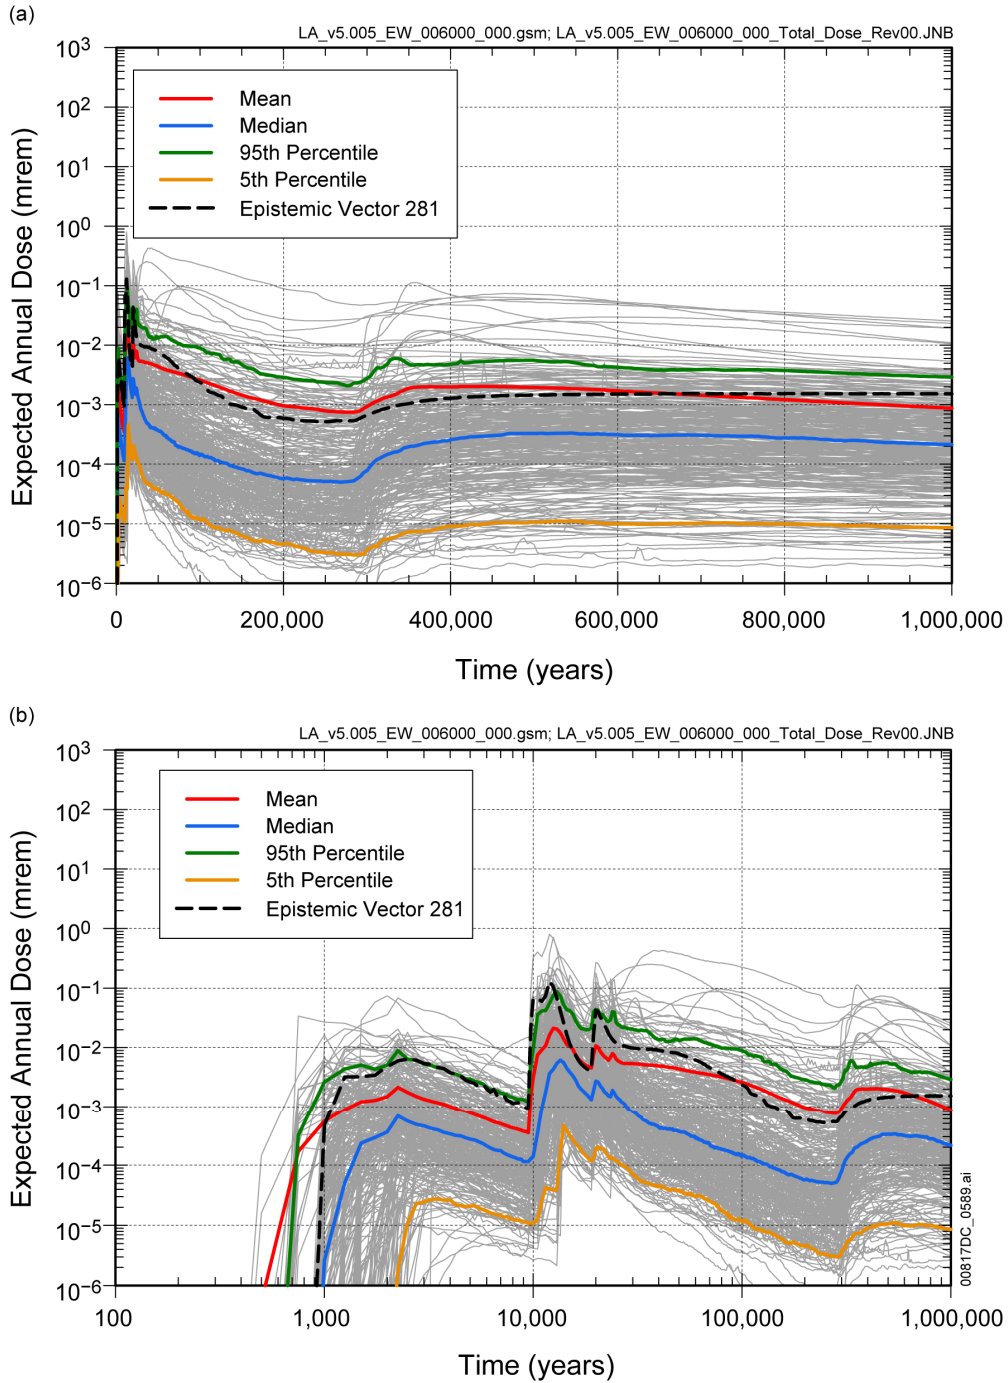 (a)
LA_v5.005_EW_006000_000.gsm; LA_v5.005_EW_006000_000_Total_Dose_Rev00.JNB
Expected Annual Dose (mrem)
10³
10²
10¹
10⁰
10⁻¹
10⁻²
10⁻³
10⁻⁴
10⁻⁵
10⁻⁶
Mean
Median
95th Percentile
5th Percentile
Epistemic Vector 281
0 200,000 400,000 600,000 800,000 1,000,000
Time (years)
(b)
LA_v5.005_EW_006000_000.gsm; LA_v5.005_EW_006000_000_Total_Dose_Rev00.JNB
Expected Annual Dose (mrem)
10³
10²
10¹
10⁰
10⁻¹
10⁻²
10⁻³
10⁻⁴
10⁻⁵
10⁻⁶
Mean
Median
95th Percentile
5th Percentile
Epistemic Vector 281
00817DC_0589.ai
100 1,000 10,000 100,000 1,000,000
Time (years)